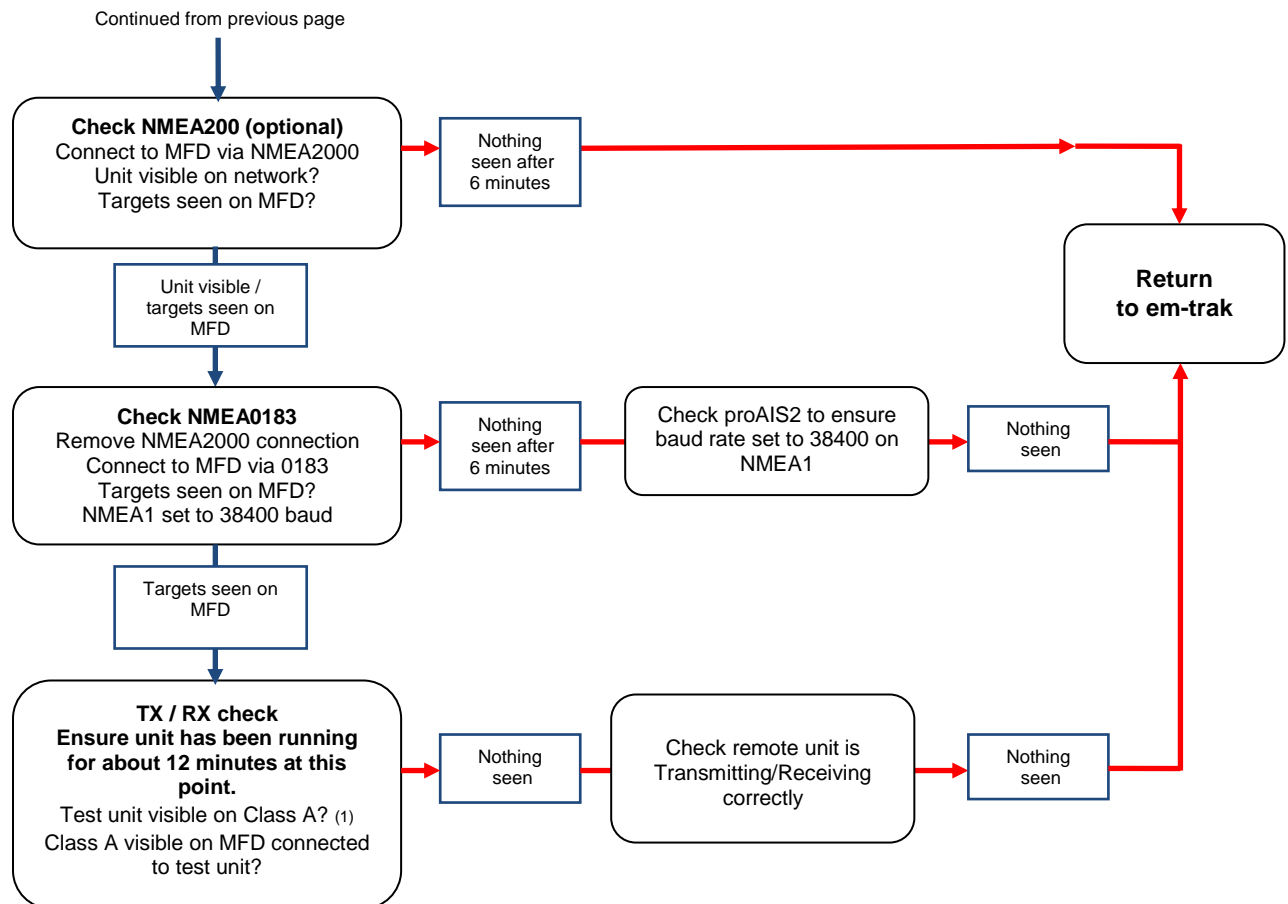 Continued from previous page
Check NMEA200 (optional)
Connect to MFD via NMEA2000
Unit visible on network?
Targets seen on MFD?
Nothing
seen after
6 minutes
Return
to em-trak
Unit visible /
targets seen on
MFD
Check NMEA0183
Remove NMEA2000 connection
Connect to MFD via 0183
Targets seen on MFD?
NMEA1 set to 38400 baud
Nothing
seen after
6 minutes
Check proAIS2 to ensure
baud rate set to 38400 on
NMEA1
Nothing
seen
Targets seen on
MFD
TX / RX check
Ensure unit has been running
for about 12 minutes at this
point.
Test unit visible on Class A? (1)
Class A visible on MFD connected
to test unit?
Nothing
seen
Check remote unit is
Transmitting/Receiving
correctly
Nothing
seen